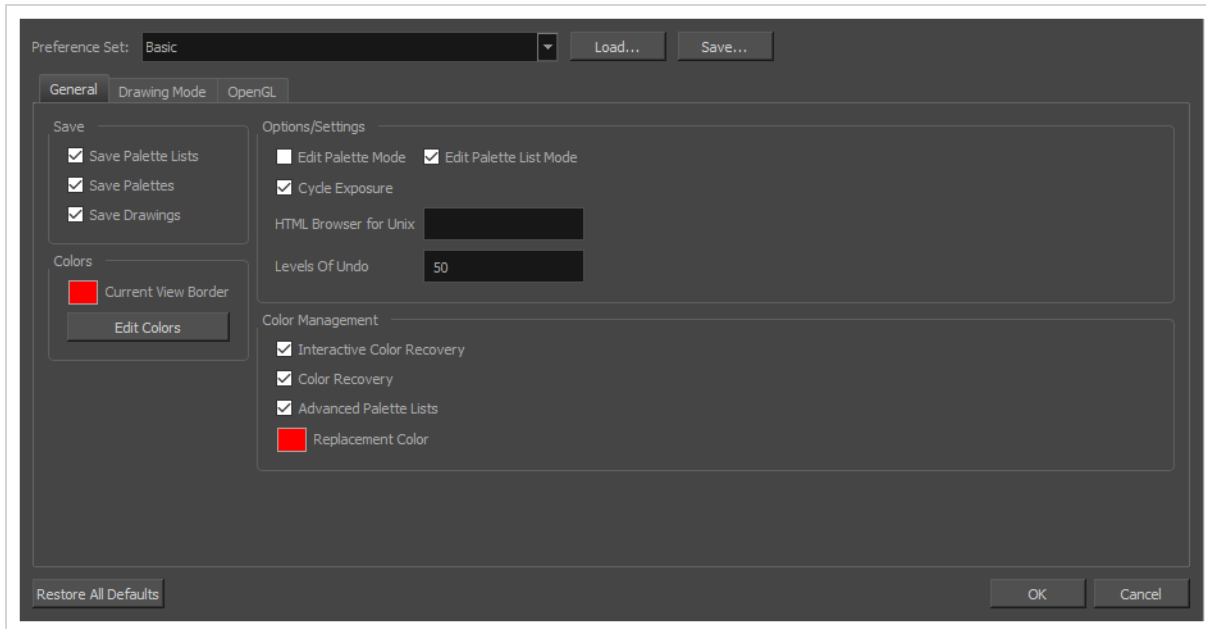 Preference Set: Basic Load... Save...
General Drawing Mode OpenGL
Save
Save Palette Lists
Save Palettes
Save Drawings
Colors
Current View Border
Edit Colors
Options/Settings
Edit Palette Mode Edit Palette List Mode
Cycle Exposure
HTML Browser for Unix
Levels Of Undo 50
Color Management
Interactive Color Recovery
Color Recovery
Advanced Palette Lists
Replacement Color
Restore All Defaults OK Cancel